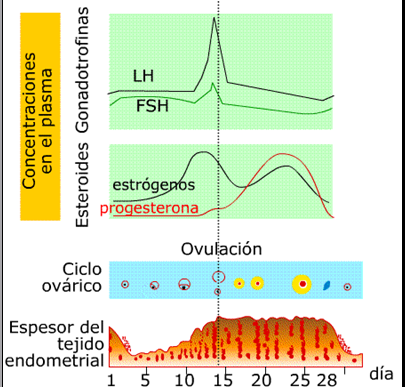 Concentraciones
en el plasma
Gonadotrofinas
LH
FSH
Esteroides
estrógenos
progesterona
Ovulación
Ciclo
ovárico
Espesor del
tejido
endometrial
1 5 10 15 20 25 28 día